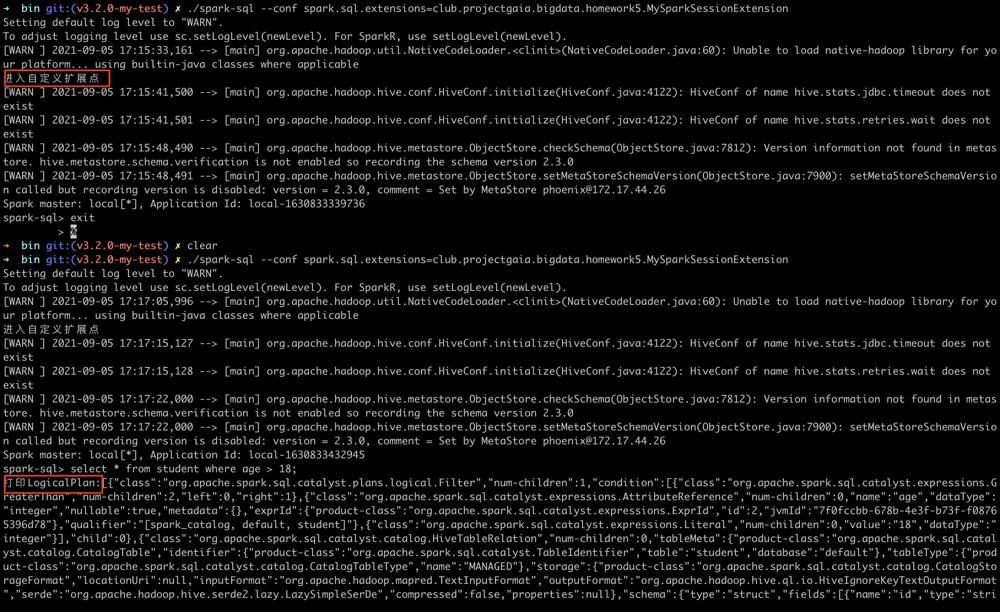 ➜  bin git:(v3.2.0-my-test) ✗ ./spark-sql --conf spark.sql.extensions=club.projectgaia.bigdata.homework5.MySparkSessionExtension
Setting default log level to "WARN".
To adjust logging level use sc.setLogLevel(newLevel). For SparkR, use setLogLevel(newLevel).
[WARN ] 2021-09-05 17:15:33,161 --> [main] org.apache.hadoop.util.NativeCodeLoader.<clinit>(NativeCodeLoader.java:60): Unable to load native-hadoop library for yo
ur platform... using builtin-java classes where applicable
进入自定义扩展点
[WARN ] 2021-09-05 17:15:41,500 --> [main] org.apache.hadoop.hive.conf.HiveConf.initialize(HiveConf.java:4122): HiveConf of name hive.stats.jdbc.timeout does not
exist
[WARN ] 2021-09-05 17:15:41,501 --> [main] org.apache.hadoop.hive.conf.HiveConf.initialize(HiveConf.java:4122): HiveConf of name hive.stats.retries.wait does not
exist
[WARN ] 2021-09-05 17:15:48,490 --> [main] org.apache.hadoop.hive.metastore.ObjectStore.checkSchema(ObjectStore.java:7812): Version information not found in metas
tore. hive.metastore.schema.verification is not enabled so recording the schema version 2.3.0
[WARN ] 2021-09-05 17:15:48,491 --> [main] org.apache.hadoop.hive.metastore.ObjectStore.setMetaStoreSchemaVersion(ObjectStore.java:7900): setMetaStoreSchemaVersio
n called but recording version is disabled: version = 2.3.0, comment = Set by MetaStore phoenix@172.17.44.26
Spark master: local[*], Application Id: local-1630833339736
spark-sql> exit
>
➜  bin git:(v3.2.0-my-test) ✗ clear
➜  bin git:(v3.2.0-my-test) ✗ ./spark-sql --conf spark.sql.extensions=club.projectgaia.bigdata.homework5.MySparkSessionExtension
Setting default log level to "WARN".
To adjust logging level use sc.setLogLevel(newLevel). For SparkR, use setLogLevel(newLevel).
[WARN ] 2021-09-05 17:17:05,996 --> [main] org.apache.hadoop.util.NativeCodeLoader.<clinit>(NativeCodeLoader.java:60): Unable to load native-hadoop library for yo
ur platform... using builtin-java classes where applicable
进入自定义扩展点
[WARN ] 2021-09-05 17:17:15,127 --> [main] org.apache.hadoop.hive.conf.HiveConf.initialize(HiveConf.java:4122): HiveConf of name hive.stats.jdbc.timeout does not
exist
[WARN ] 2021-09-05 17:17:15,128 --> [main] org.apache.hadoop.hive.conf.HiveConf.initialize(HiveConf.java:4122): HiveConf of name hive.stats.retries.wait does not
exist
[WARN ] 2021-09-05 17:17:22,000 --> [main] org.apache.hadoop.hive.metastore.ObjectStore.checkSchema(ObjectStore.java:7812): Version information not found in metas
tore. hive.metastore.schema.verification is not enabled so recording the schema version 2.3.0
[WARN ] 2021-09-05 17:17:22,000 --> [main] org.apache.hadoop.hive.metastore.ObjectStore.setMetaStoreSchemaVersion(ObjectStore.java:7900): setMetaStoreSchemaVersio
n called but recording version is disabled: version = 2.3.0, comment = Set by MetaStore phoenix@172.17.44.26
Spark master: local[*], Application Id: local-1630833432945
spark-sql> select * from student where age > 18;
打印LogicalPlan:[{"class":"org.apache.spark.sql.catalyst.plans.logical.Filter","num-children":1,"condition":[{"class":"org.apache.spark.sql.catalyst.expressions.G
reaterThan","num-children":2,"left":0,"right":1},{"class":"org.apache.spark.sql.catalyst.expressions.AttributeReference","num-children":0,"name":"age","dataType":
"integer","nullable":true,"metadata":{},"exprId":{"product-class":"org.apache.spark.sql.catalyst.expressions.ExprId","id":2,"jvmId":"7f0fccbb-678b-4e3f-b73f-f0876
5396d78"},"qualifier":"[spark_catalog, default, student]"},{"class":"org.apache.spark.sql.catalyst.expressions.Literal","num-children":0,"value":"18","dataType":"
integer"}],"child":0},{"class":"org.apache.spark.sql.catalyst.catalog.HiveTableRelation","num-children":0,"tableMeta":{"product-class":"org.apache.spark.sql.catal
yst.catalog.CatalogTable","identifier":{"product-class":"org.apache.spark.sql.catalyst.TableIdentifier","table":"student","database":"default"},"tableType":{"prod
uct-class":"org.apache.spark.sql.catalyst.catalog.CatalogTableType","name":"MANAGED"},"storage":{"product-class":"org.apache.spark.sql.catalyst.catalog.CatalogSto
rageFormat","locationUri":null,"inputFormat":"org.apache.hadoop.mapred.TextInputFormat","outputFormat":"org.apache.hadoop.hive.ql.io.HiveIgnoreKeyTextOutputFormat
","serde":"org.apache.hadoop.hive.serde2.lazy.LazySimpleSerDe","compressed":false,"properties":null},"schema":{"type":"struct","fields":[{"name":"id","type":"stri